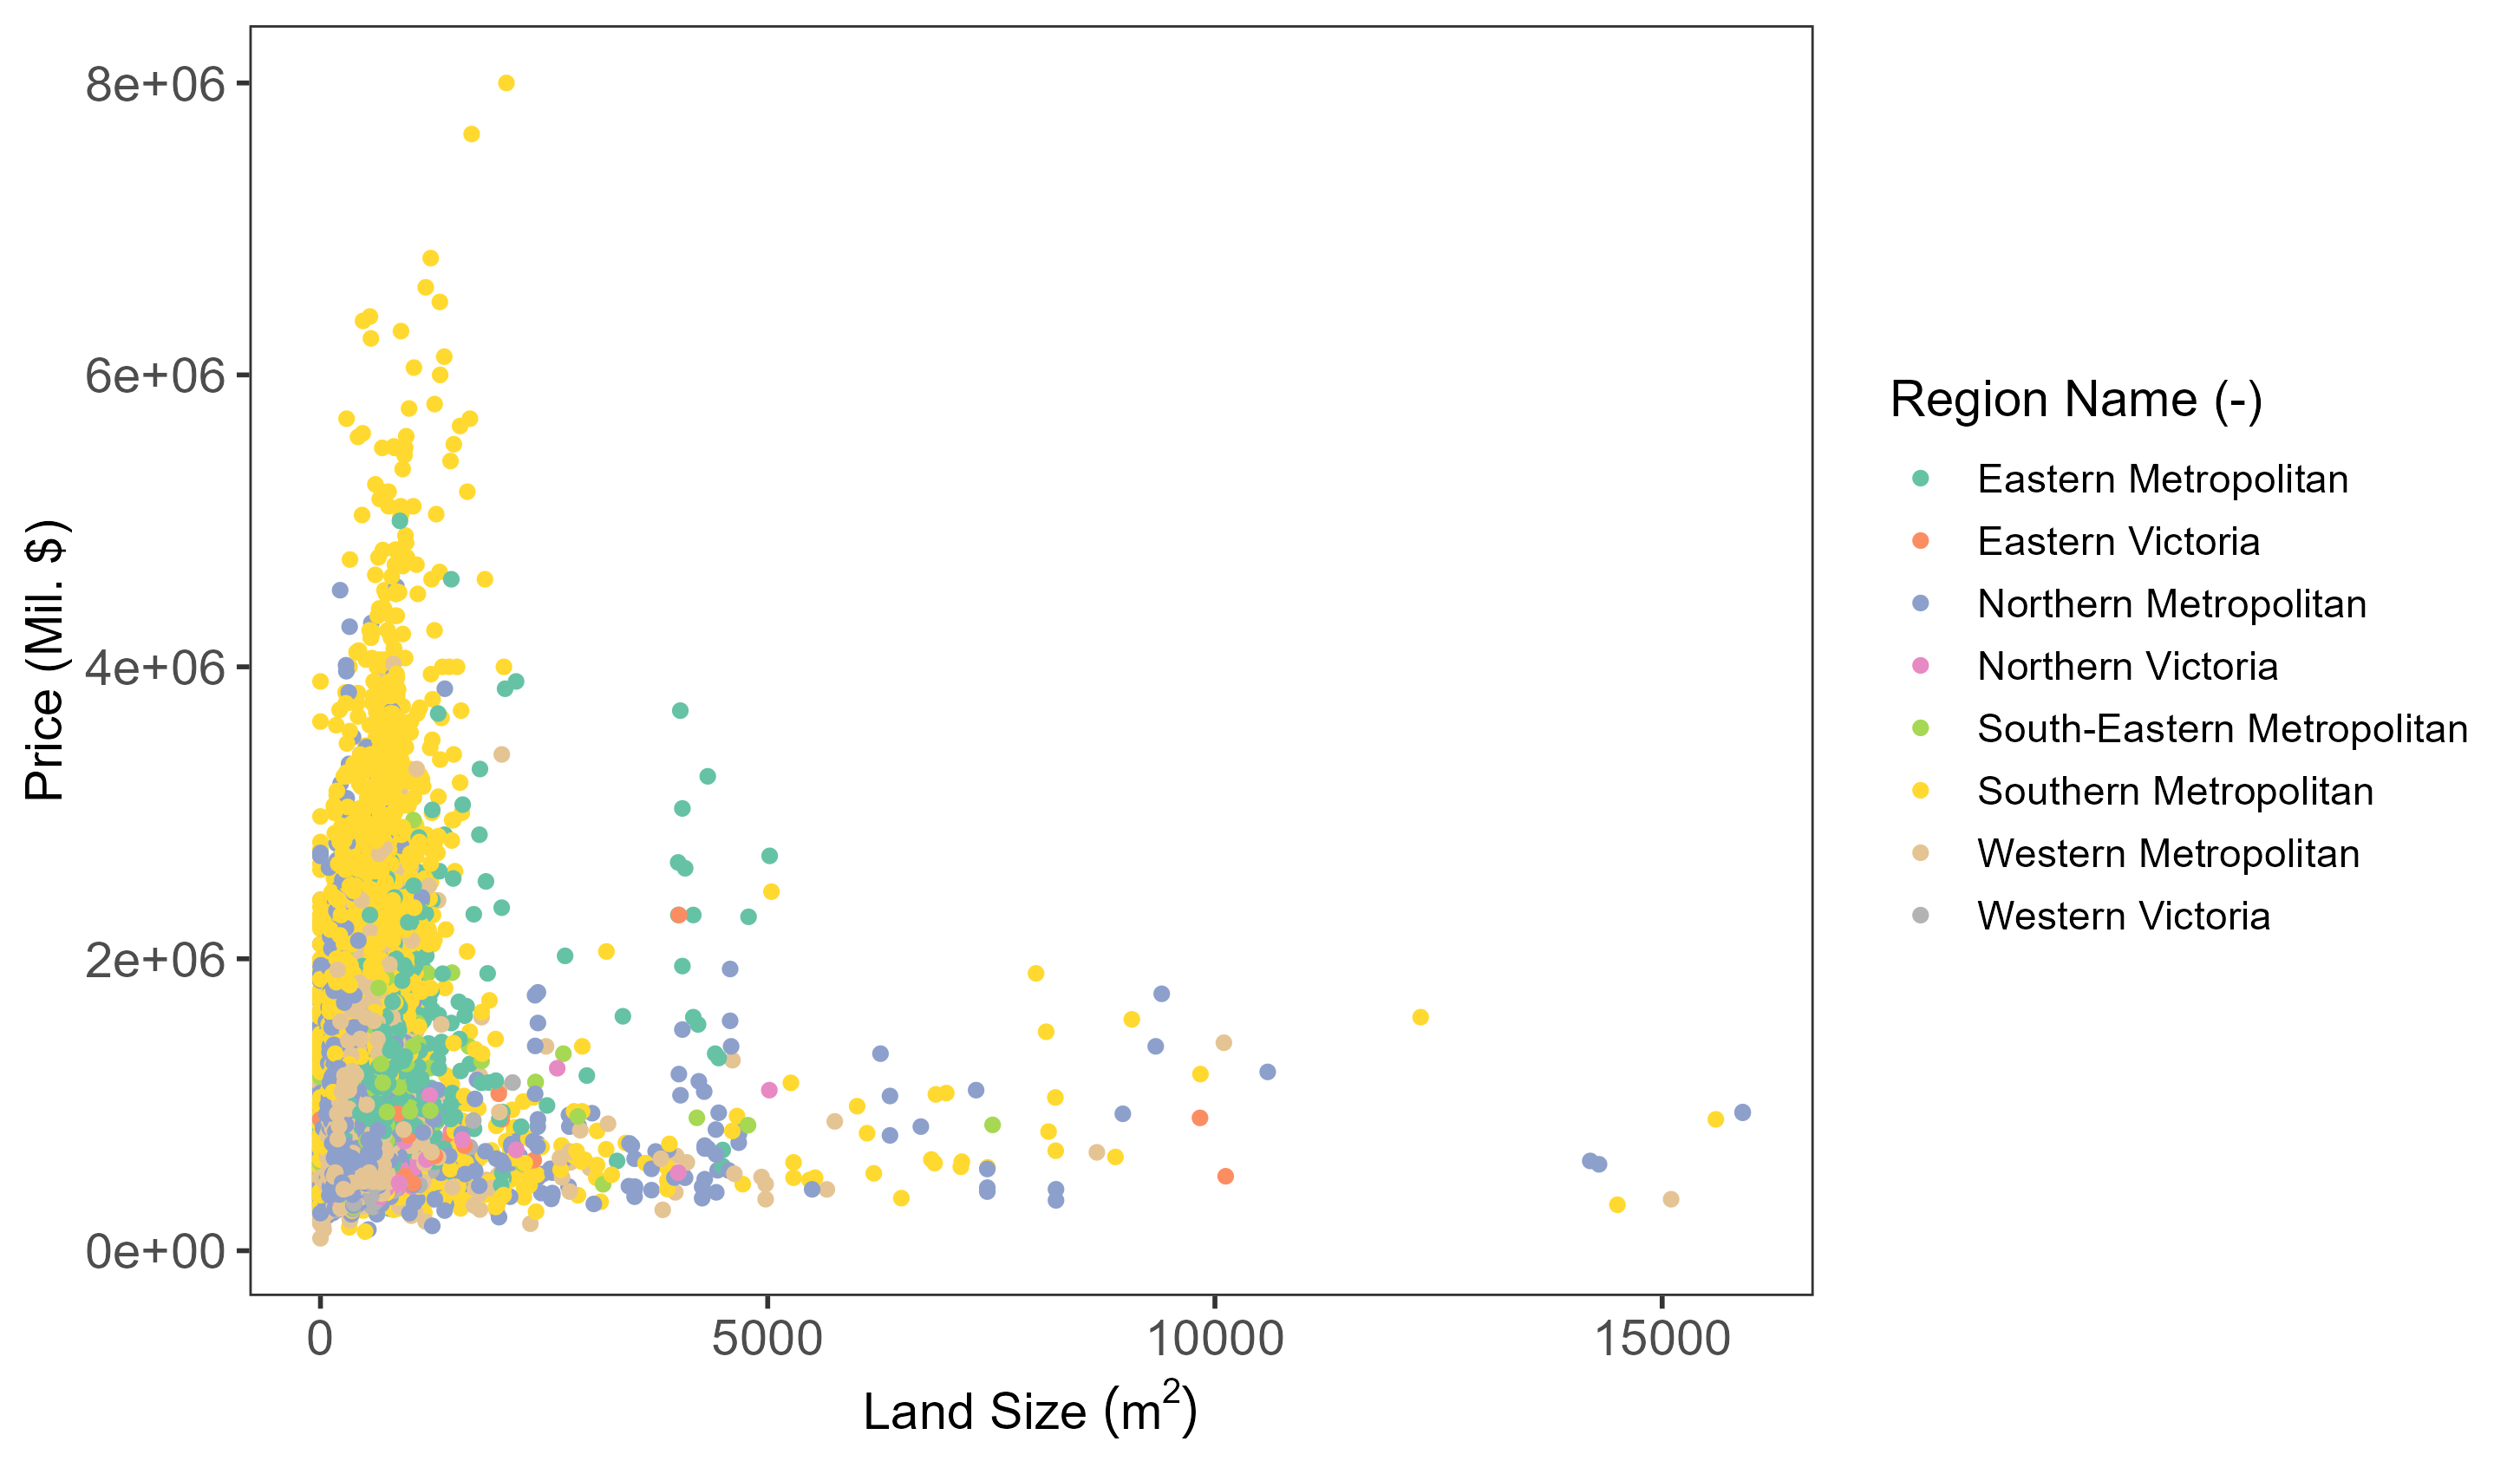 8e+06
6e+06
4e+06
2e+06
0e+00
Price (Mil. $)
0
5000
10000
15000
Land Size (m²)
Region Name (-)
Eastern Metropolitan
Eastern Victoria
Northern Metropolitan
Northern Victoria
South-Eastern Metropolitan
Southern Metropolitan
Western Metropolitan
Western Victoria